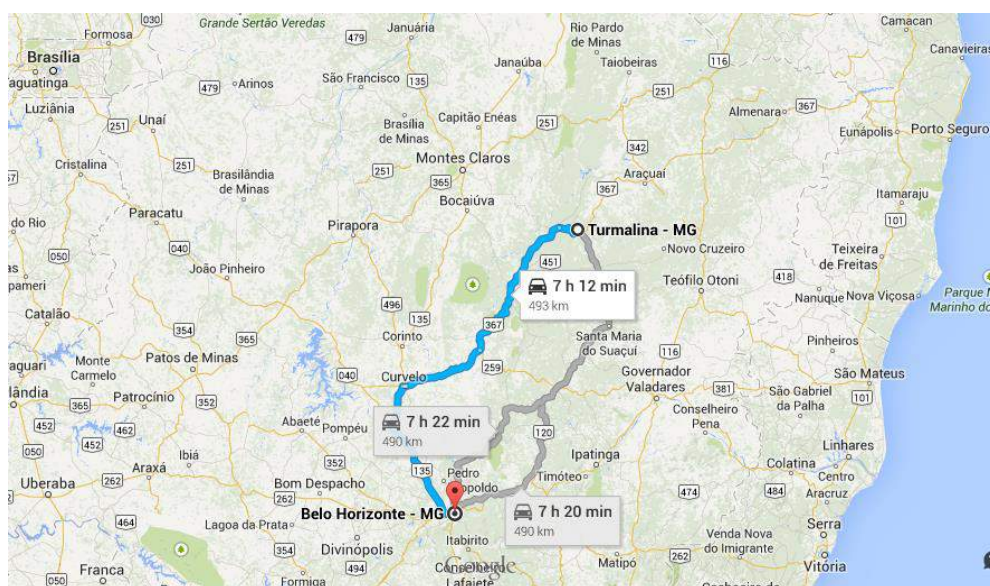 030
Formosa
Grande Sertão Veredas
479
Januária
Rio Pardo
de Minas
Camacan
Brasília
Taguatinga
479
Arinos
São Francisco
135
Janaúba
Taiobeiras
116
Canavieiras
Luziânia
251
Unaí
251
Brasília
de Minas
Capitão Enéas
251
Almenara
367
Eunápolis
Porto Seguro
Cristalina
251
Brasilândia
de Minas
251
Montes Claros
365
342
367
Araçuaí
Itamaraju
do Rio
Paracatu
Pirapora
Bocaiúva
Turmalina - MG
101
050
040
João Pinheiro
451
Novo Cruzeiro
Teófilo Otoni
418
Teixeira
de Freitas
7 h 12 min
493 km
Nanuque
Nova Viçosa
Parque
Marinho do
Catalão
496
135
367
Santa Maria
do Suaçuí
354
365
Corinto
116
Pinheiros
Monte
Carmelo
Patos de Minas
040
Curvelo
259
Governador
Valadares
381
São Mateus
365
Patrocínio
352
Abaeté
Pompéu
7 h 22 min
490 km
120
Conselheiro
Pena
São Gabriel
da Palha
101
050
462
452
452
Ibiá
352
135
Pedro
Ipatinga
Linhares
Uberaba
Araxá
262
Bom Despacho
Timóteo
474
484
Colatina
Centro
Aracruz
464
Lagoa da Prata
Belo Horizonte - MG
7 h 20 min
490 km
Divinópolis
Itabirito
Venda Nova
do Imigrante
Serra
050
Franca
Formiga
354
Google
Conselheiro
Lafaiete
Matipó
262
Vitória